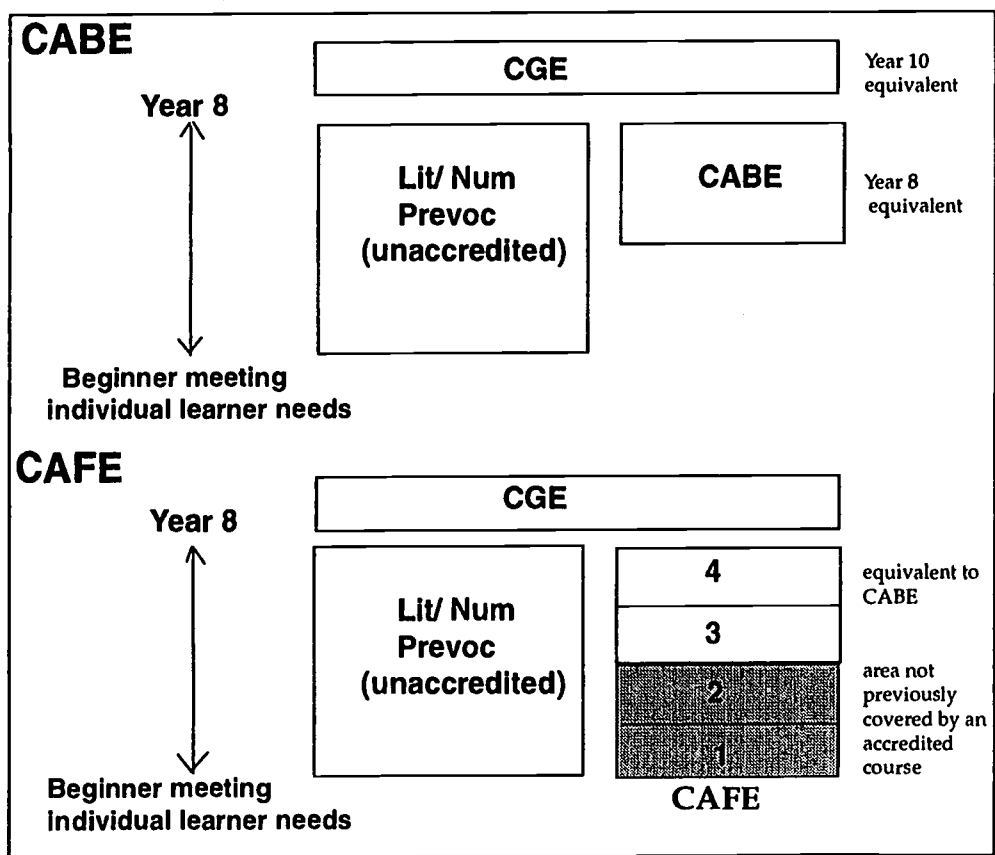 CABE
CGE
Year 10
equivalent
Year 8
Lit/ Num
Prevoc
(unaccredited)
CABE
Year 8
equivalent
Beginner meeting
individual learner needs
CAFE
CGE
Year 8
Lit/ Num
Prevoc
(unaccredited)
4
3
2
1
equivalent to
CABE
area not
previously
covered by an
accredited
course
CAFE
Beginner meeting
individual learner needs